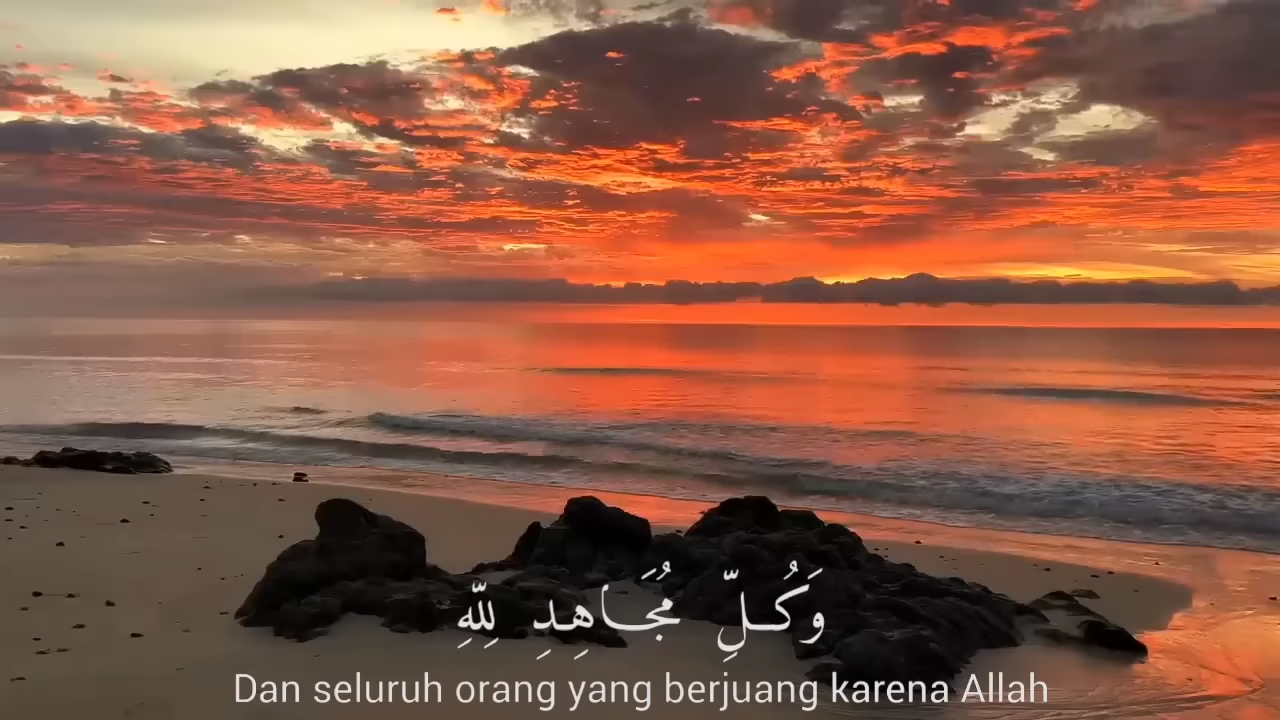 وَكُلِّ مُجَاهِدِ لِلّٰهِ
Dan seluruh orang yang berjuang karena Allah